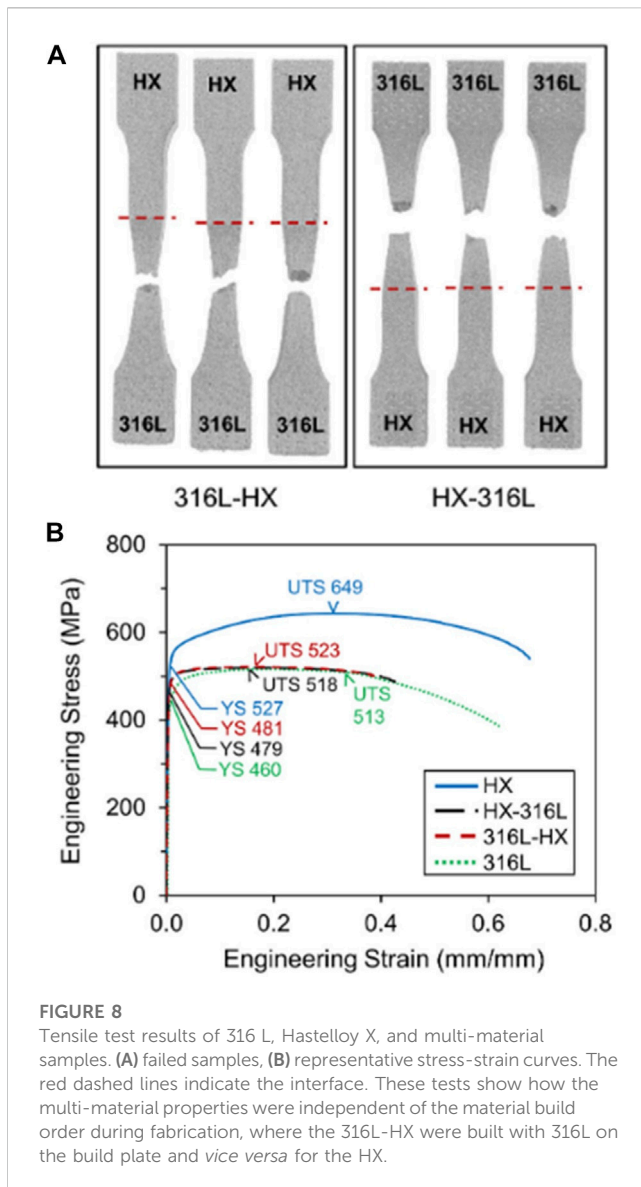 A
HX HX HX
316L 316L 316L
316L 316L 316L
HX HX HX
316L-HX HX-316L
B
800
600
400
200
0
Engineering Stress (MPa)
UTS 649
UTS 523
UTS 518
UTS
513
YS 527
YS 481
YS 479
YS 460
HX
HX-316L
316L-HX
316L
0.0 0.2 0.4 0.6 0.8
Engineering Strain (mm/mm)
FIGURE 8
Tensile test results of 316 L, Hastelloy X, and multi-material
samples. (A) failed samples, (B) representative stress-strain curves. The
red dashed lines indicate the interface. These tests show how the
multi-material properties were independent of the material build
order during fabrication, where the 316L-HX were built with 316L on
the build plate and vice versa for the HX.